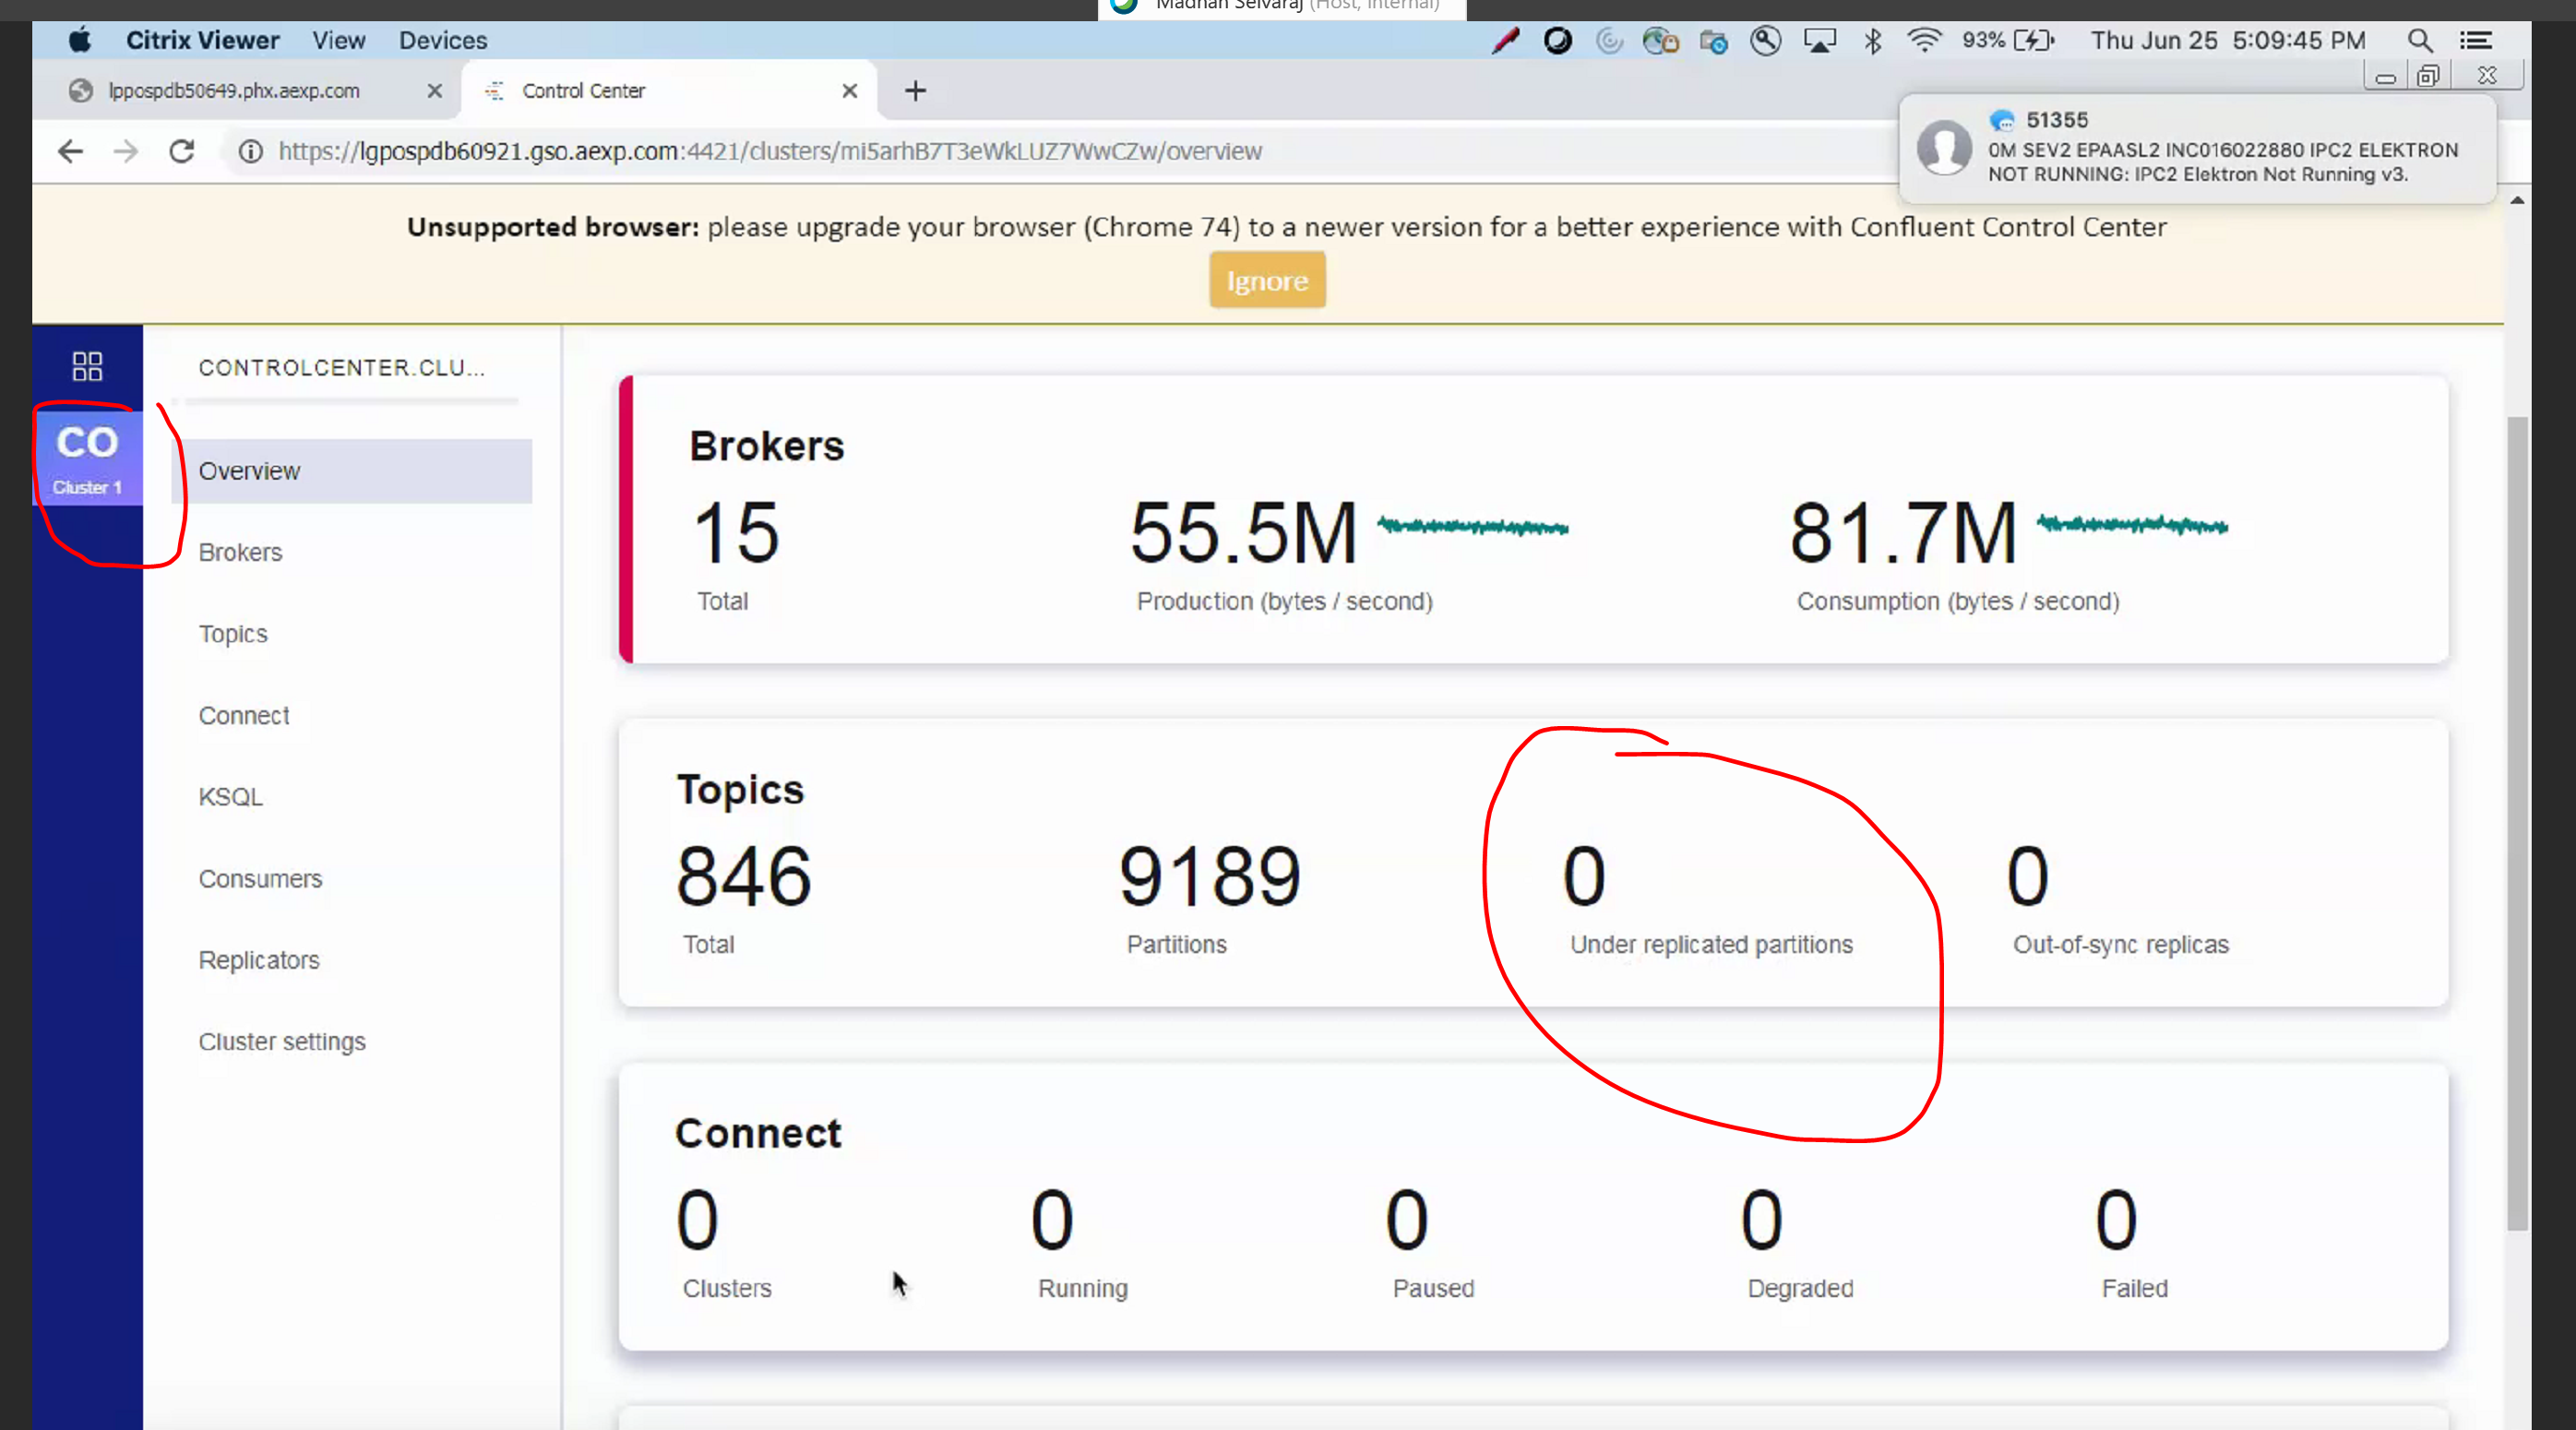 Madhan Selvaraj (Host, Internal)
Citrix Viewer View Devices
93% Thu Jun 25 5:09:45 PM
lppospdb50649.phx.aexp.com
Control Center
https://lgpospdb60921.gso.aexp.com:4421/clusters/mi5arhB7T3eWkLUZ7WwCZw/overview
51355
0M SEV2 EPAASL2 INC016022880 IPC2 ELEKTRON
NOT RUNNING: IPC2 Elektron Not Running v3.
Unsupported browser: please upgrade your browser (Chrome 74) to a newer version for a better experience with Confluent Control Center
Ignore
CO
Cluster 1
CONTROLCENTER.CLU...
Overview
Brokers
Topics
Connect
KSQL
Consumers
Replicators
Cluster settings
Brokers
15 55.5M 81.7M
Total Production (bytes / second) Consumption (bytes / second)
Topics
846 9189 0 0
Total Partitions Under replicated partitions Out-of-sync replicas
Connect
0 0 0 0 0
Clusters Running Paused Degraded Failed